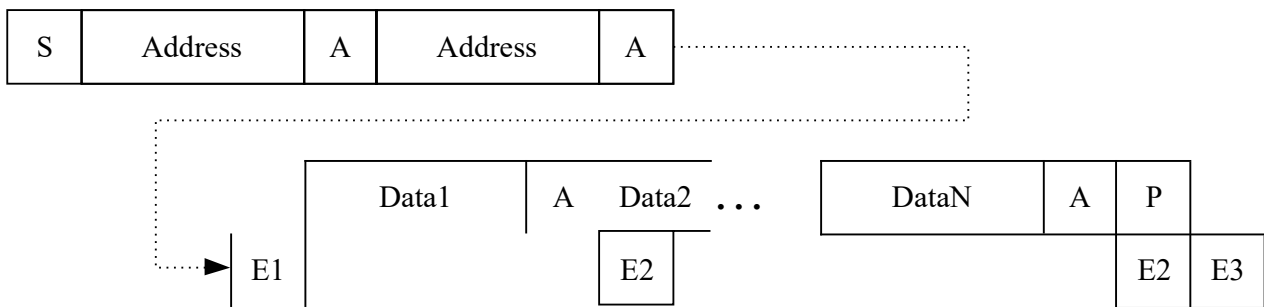 S Address A Address A
Data1 A Data2 ... DataN A P
E1 E2 E2 E3